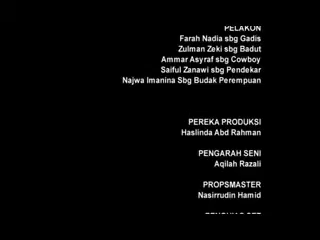 PELAKON
Farah Nadia sbg Gadis
Zulman Zeki sbg Badut
Ammar Asyraf sbg Cowboy
Saiful Zanawi sbg Pendekar
Najwa Imanina Sbg Budak Perempuan
PEREKA PRODUKSI
Haslinda Abd Rahman
PENGARAH SENI
Aqilah Razali
PROPSMASTER
Nasirrudin Hamid